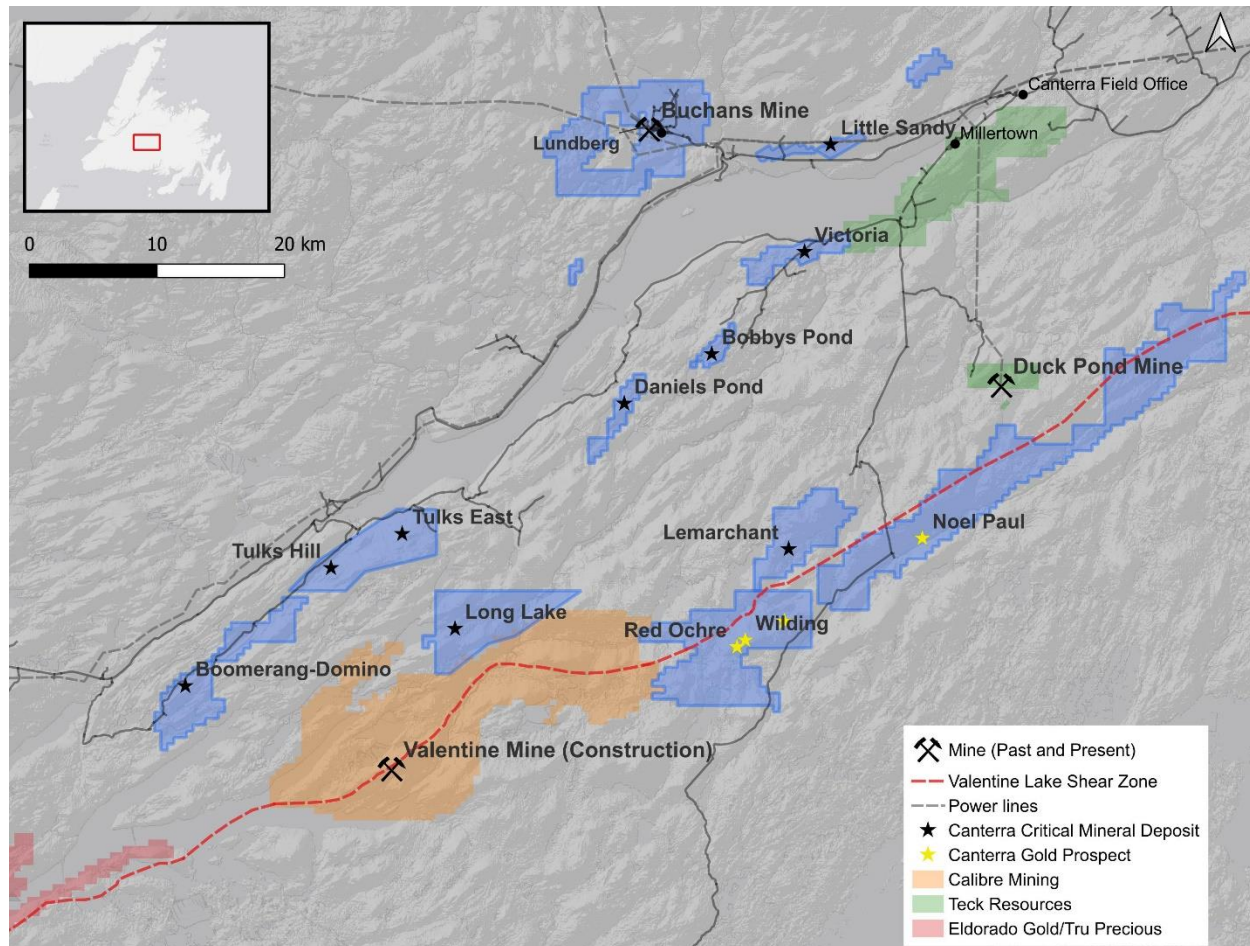 Canterra Field Office
Buchans Mine
Lundberg
Little Sandy
Millertown
0 10 20 km
Victoria
Bobbys Pond
Duck Pond Mine
Daniels Pond
Tulks East
Lemarchant
Noel Paul
Tulks Hill
Long Lake
Red Ochre
Wilding
Boomerang-Domino
Valentine Mine (Construction)
Mine (Past and Present)
Valentine Lake Shear Zone
Power lines
Canterra Critical Mineral Deposit
Canterra Gold Prospect
Calibre Mining
Teck Resources
Eldorado Gold/Tru Precious